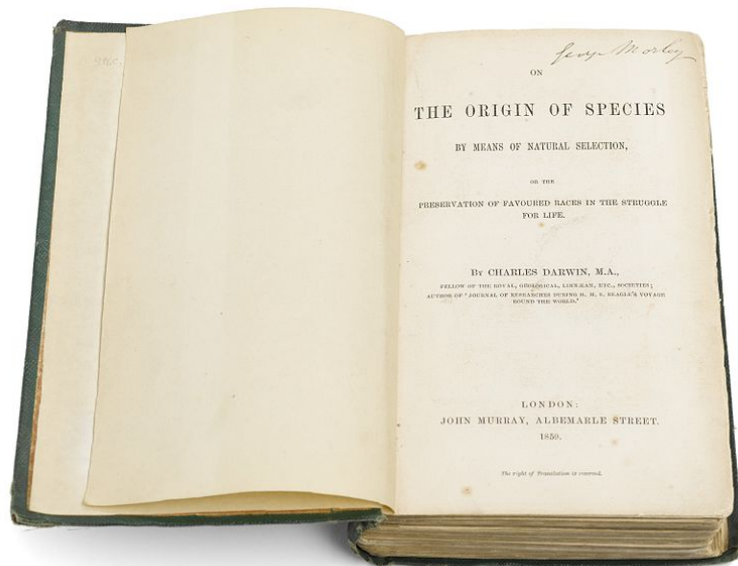 George Morley
ON
THE ORIGIN OF SPECIES
BY MEANS OF NATURAL SELECTION,
OR THE
PRESERVATION OF FAVOURED RACES IN THE STRUGGLE
FOR LIFE.
BY CHARLES DARWIN, M.A.,
FELLOW OF THE ROYAL, GEOLOGICAL, LINNÆAN, ETC., SOCIETIES;
AUTHOR OF 'JOURNAL OF RESEARCHES DURING H. M. S. BEAGLE'S VOYAGE
ROUND THE WORLD.'
LONDON:
JOHN MURRAY, ALBEMARLE STREET.
1859.
The right of Translation is reserved.